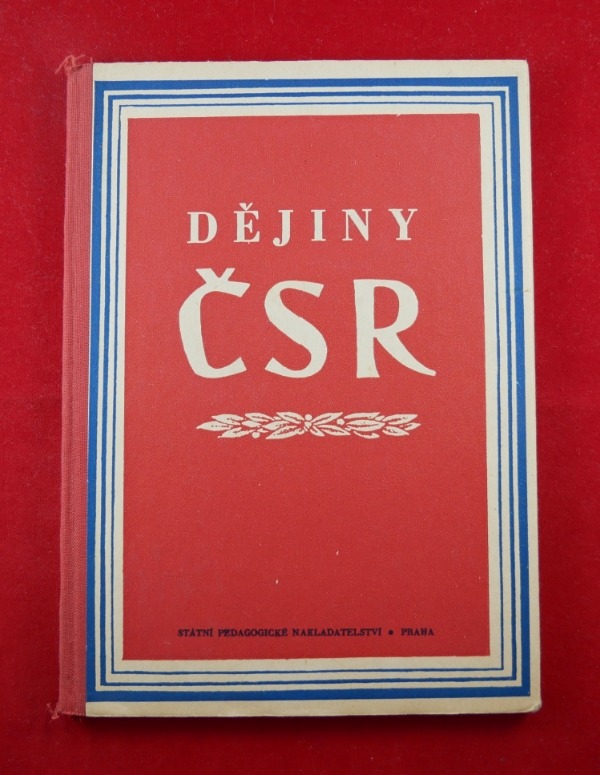 DĚJINY
ČSR
STÁTNÍ PEDAGOGICKÉ NAKLADATELSTVÍ • PRAHA